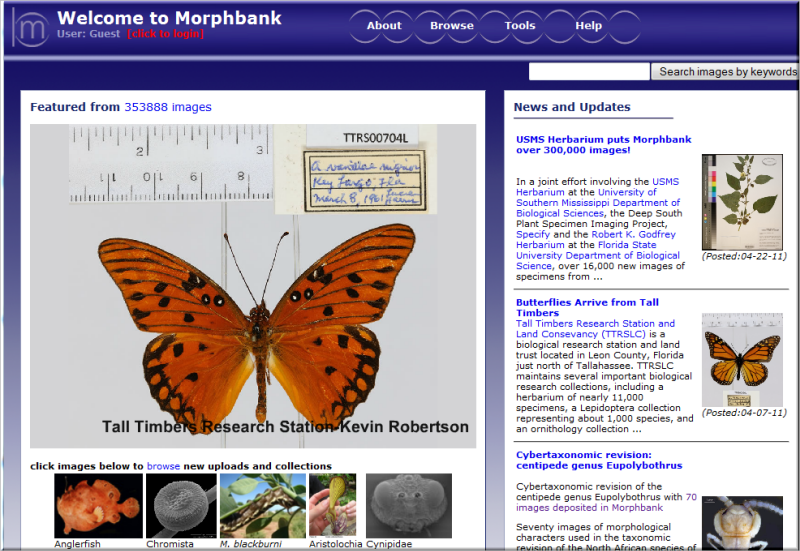 Welcome to Morphbank
User: Guest [click to login]
About Browse Tools Help
Search images by keywords
Featured from 353888 images
2 3
TTRS00704L
Key Largo, Fla
March 8, 1961
Tall Timbers Research Station-Kevin Robertson
click images below to browse new uploads and collections
Anglerfish Chromista M. blackburni Aristolochia Cynipidae
News and Updates
USMS Herbarium puts Morphbank
over 300,000 images!
In a joint effort involving the USMS
Herbarium at the University of
Southern Mississippi Department of
Biological Sciences, the Deep South
Plant Specimen Imaging Project,
Specify and the Robert K. Godfrey
Herbarium at the Florida State
University Department of Biological
Science, over 16,000 new images of
specimens from ...
(Posted:04-22-11)
Butterflies Arrive from Tall
Timbers
Tall Timbers Research Station and
Land Consevancy (TTRSLC) is a
biological research station and land
trust located in Leon County, Florida
just north of Tallahassee. TTRSLC
maintains several important biological
research collections, including a
herbarium of nearly 11,000
specimens, a Lepidoptera collection
representing about 1,000 species, and
an ornithology collection ...
(Posted:04-07-11)
Cybertaxonomic revision:
centipede genus Eupolybothrus
Cybertaxonomic revision of the
centipede genus Eupolybothrus with 70
images deposited in Morphbank
Seventy images of morphological
characters used in the taxonomic
revision of the North African species of